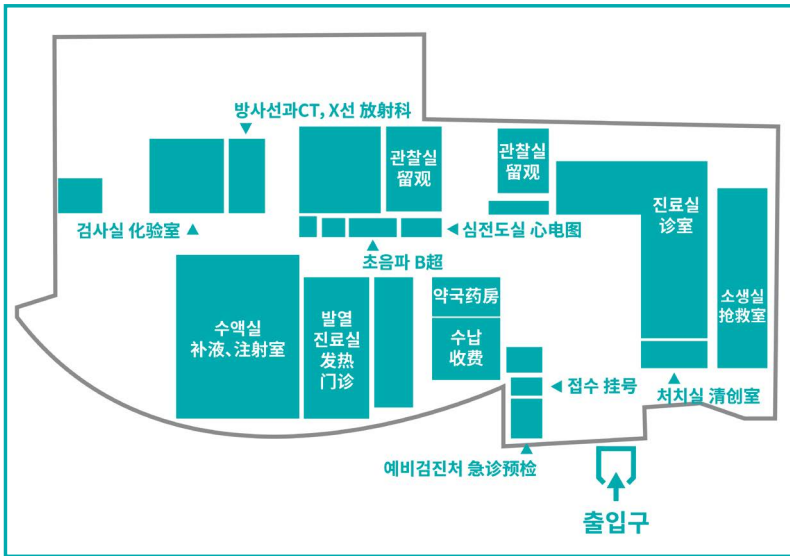 방사선과CT, X선 放射科
관찰실
留观
관찰실
留观
진료실
诊室
검사실 化验室
심전도실 心电图
초음파 B超
소생실
抢救室
약국药房
수액실
补液、注射室
발열
진료실
发热
门诊
수납
收费
접수 挂号
처치실 清创室
예비검진처 急诊预检
출입구